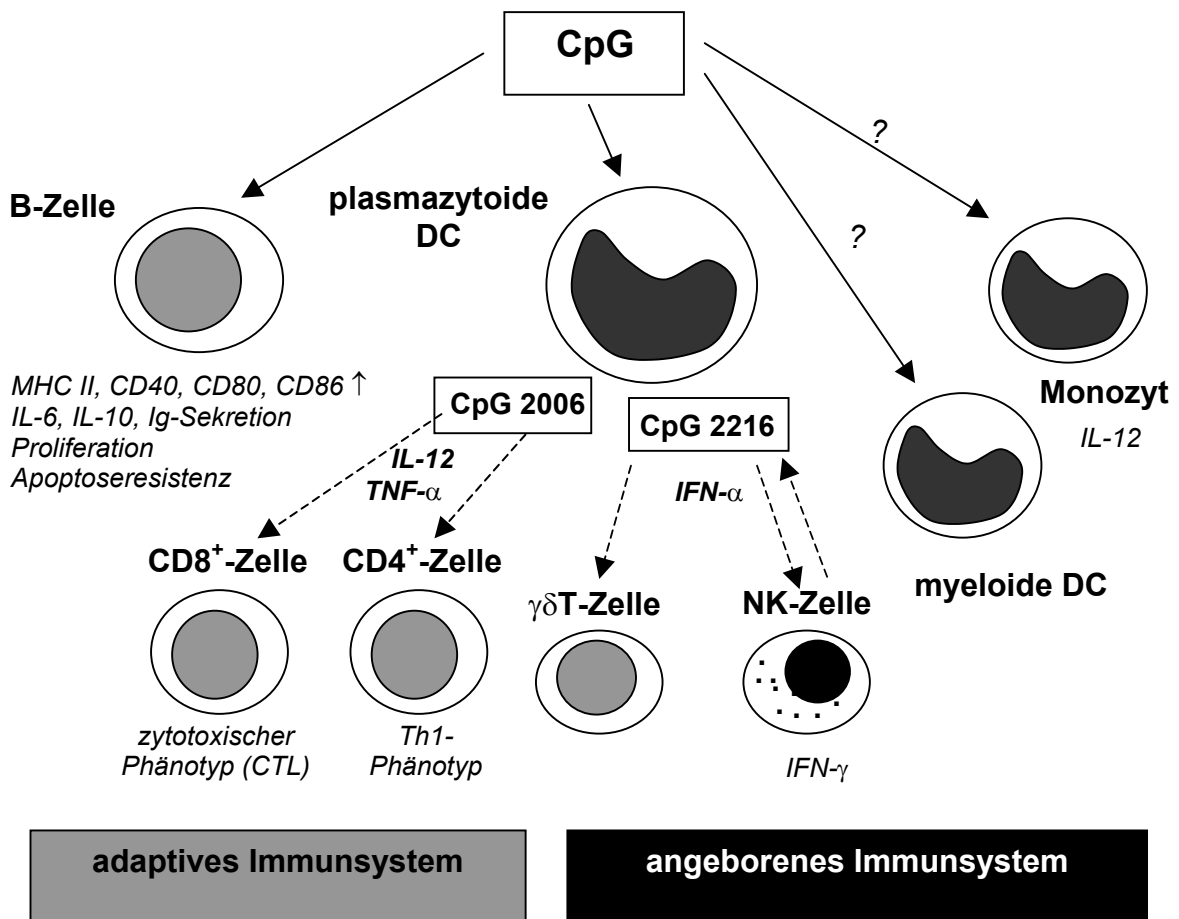 CpG
?
?
B-Zelle
plasmazytoide
DC
MHC II, CD40, CD80, CD86 ↑
IL-6, IL-10, Ig-Sekretion
Proliferation
Apoptoseresistenz
CpG 2006
CpG 2216
Monozyt
IL-12
IL-12
TNF-α
IFN-α
CD8⁺-Zelle
CD4⁺-Zelle
γδT-Zelle
NK-Zelle
myeloide DC
zytotoxischer
Phänotyp (CTL)
Th1-
Phänotyp
IFN-γ
adaptives Immunsystem
angeborenes Immunsystem